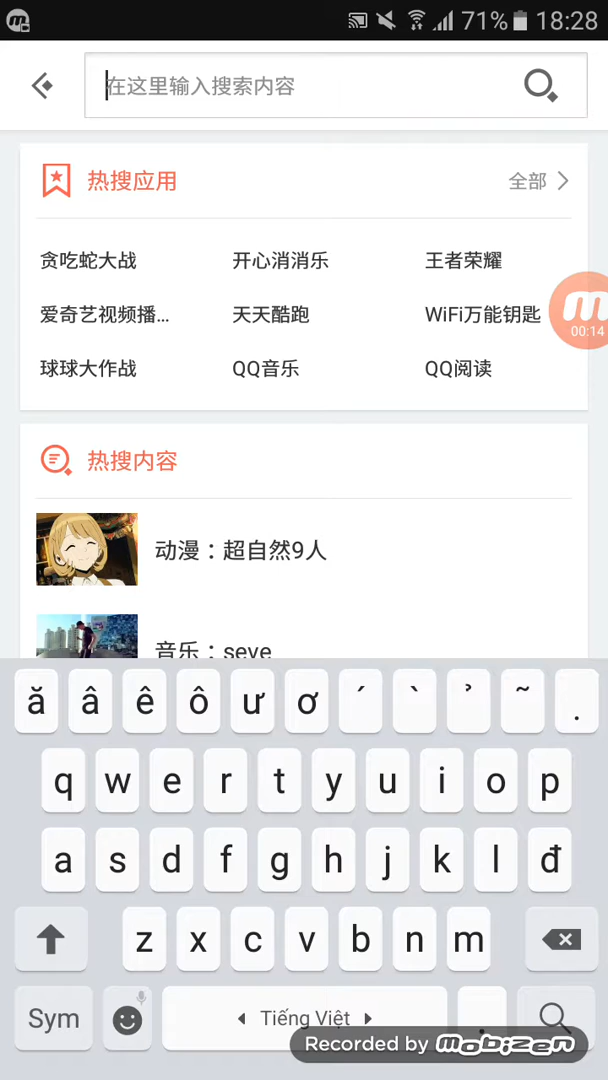 71% 18:28
在这里输入搜索内容
热搜应用 全部
贪吃蛇大战 开心消消乐 王者荣耀
爱奇艺视频播... 天天酷跑 WiFi万能钥匙
00:14
球球大作战 QQ音乐 QQ阅读
热搜内容
动漫：超自然9人
音乐：seve
ă â ê ô ư ơ ´ ` ̉ ~ .
q w e r t y u i o p
a s d f g h j k l đ
z x c v b n m
Sym Tiếng Việt .
Recorded by mobizen